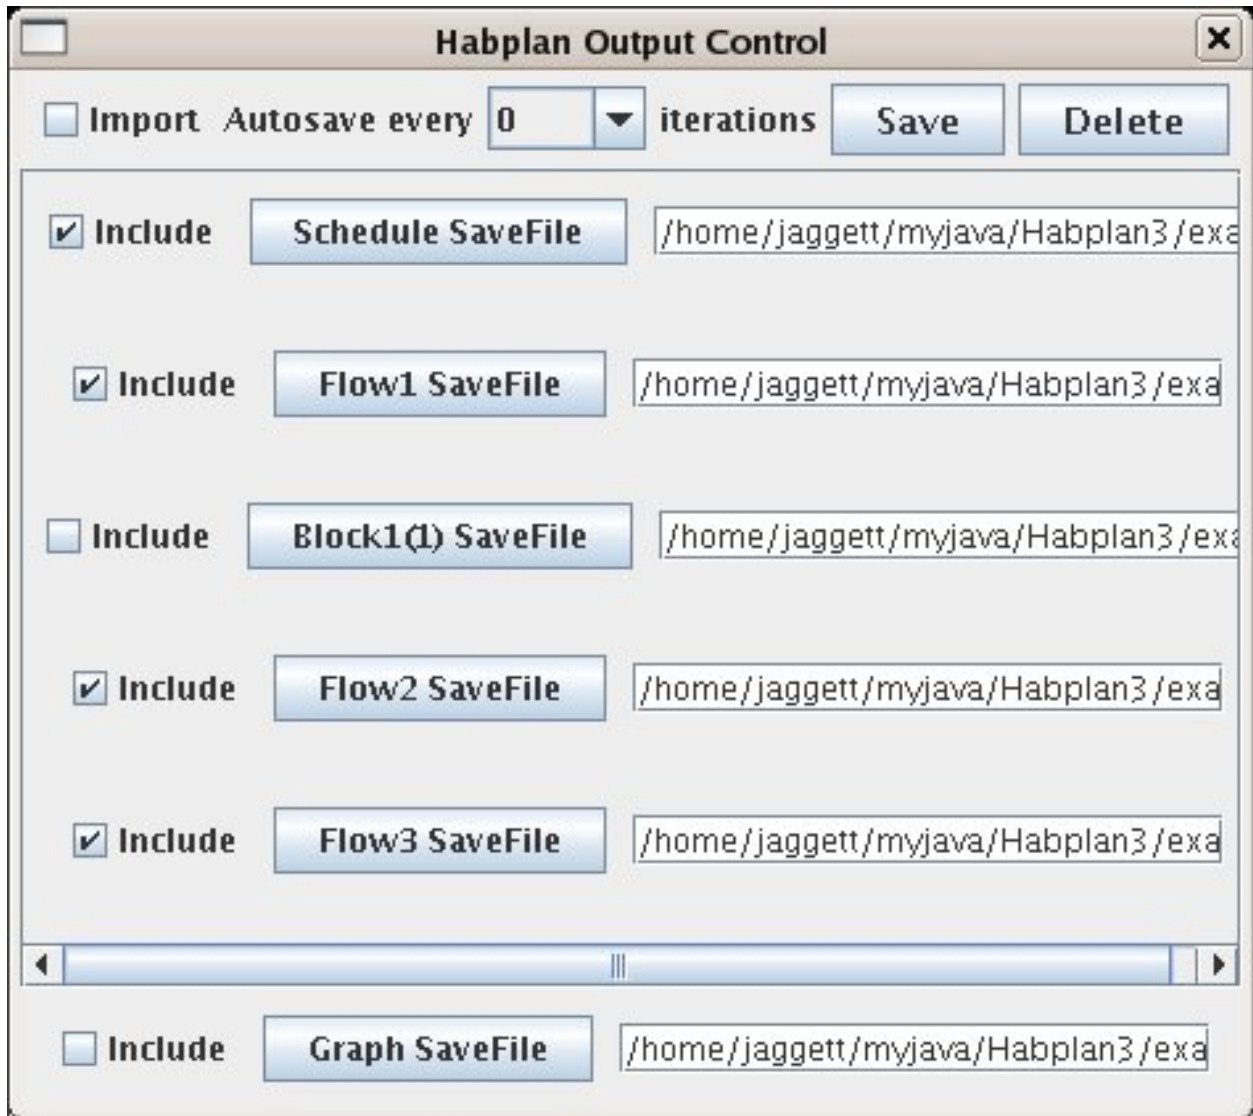 Habplan Output Control
Import Autosave every 0 iterations Save Delete
Include Schedule SaveFile /home/jaggett/myjava/Habplan3/exa
Include Flow1 SaveFile /home/jaggett/myjava/Habplan3/exa
Include Block1(1) SaveFile /home/jaggett/myjava/Habplan3/exa
Include Flow2 SaveFile /home/jaggett/myjava/Habplan3/exa
Include Flow3 SaveFile /home/jaggett/myjava/Habplan3/exa
Include Graph SaveFile /home/jaggett/myjava/Habplan3/exa